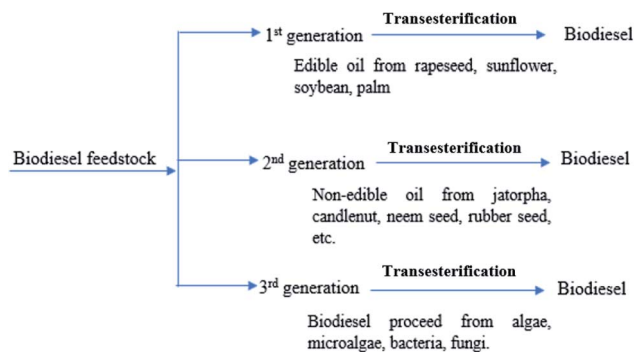 Transesterification
1st generation
Biodiesel
Edible oil from rapeseed, sunflower,
soybean, palm
Biodiesel feedstock
Transesterification
2nd generation
Biodiesel
Non-edible oil from jatorpha,
candlenut, neem seed, rubber seed,
etc.
Transesterification
3rd generation
Biodiesel
Biodiesel proceed from algae,
microalgae, bacteria, fungi.